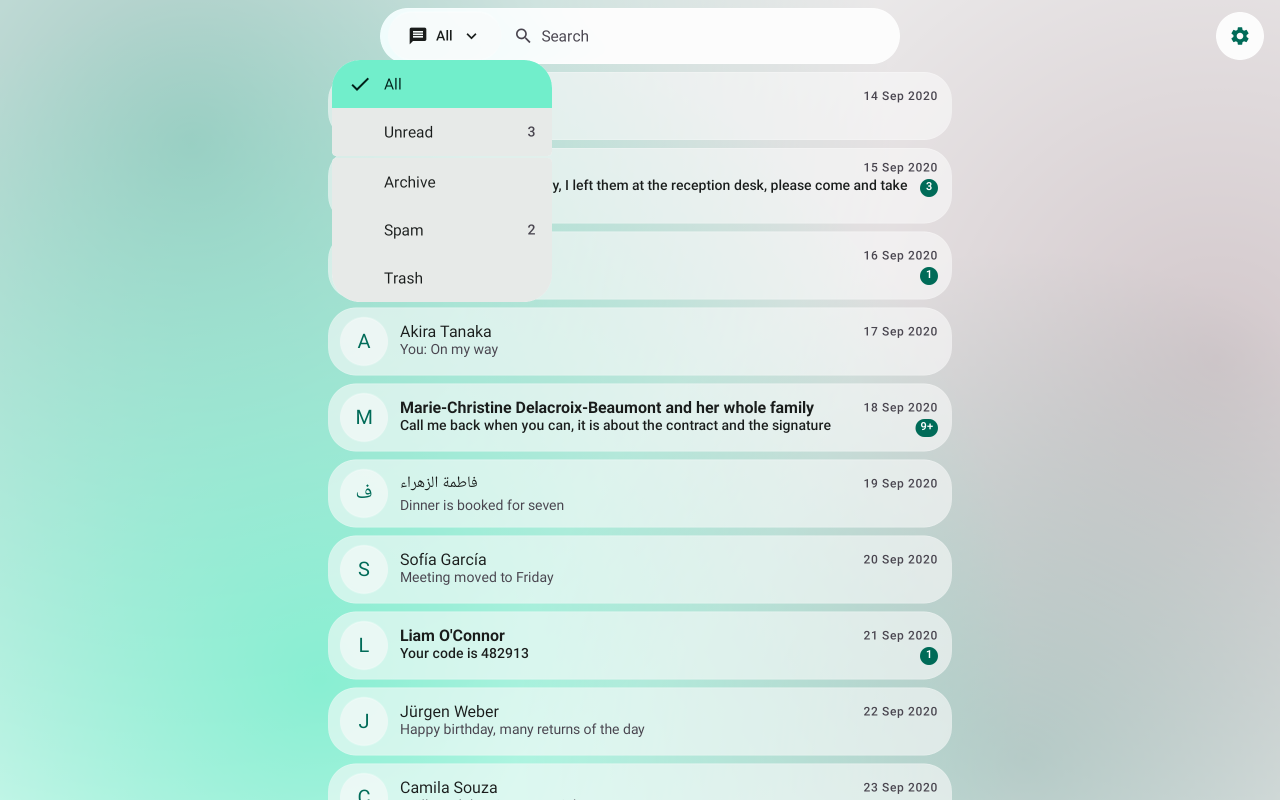 All
Search
All
Unread 3
Archive
Spam 2
Trash
14 Sep 2020
15 Sep 2020
I left them at the reception desk, please come and take
3
16 Sep 2020
1
A
Akira Tanaka
17 Sep 2020
You: On my way
M
Marie-Christine Delacroix-Beaumont and her whole family
18 Sep 2020
Call me back when you can, it is about the contract and the signature
9+
ف
فاطمة الزهراء
19 Sep 2020
Dinner is booked for seven
S
Sofía García
20 Sep 2020
Meeting moved to Friday
L
Liam O'Connor
21 Sep 2020
Your code is 482913
1
J
Jürgen Weber
22 Sep 2020
Happy birthday, many returns of the day
C
Camila Souza
23 Sep 2020